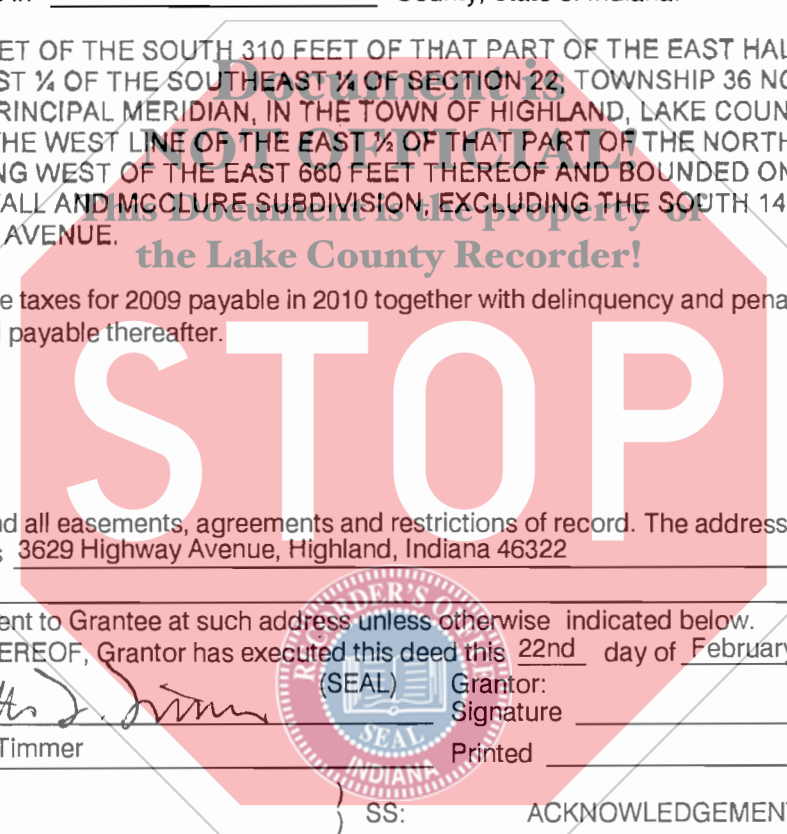 County, State of Indiana.
ET OF THE SOUTH 310 FEET OF THAT PART OF THE EAST HAL
ST ¼ OF THE SOUTHEAST ¼ OF SECTION 22, TOWNSHIP 36 NO
RINCIPAL MERIDIAN, IN THE TOWN OF HIGHLAND, LAKE COUN
THE WEST LINE OF THE EAST ½ OF THAT PART OF THE NORTH
NG WEST OF THE EAST 660 FEET THEREOF AND BOUNDED ON
ALL AND MCCLURE SUBDIVISION, EXCLUDING THE SOUTH 14
AVENUE.
Document is
NOT OFFICIAL!
This Document is the property of
the Lake County Recorder!
e taxes for 2009 payable in 2010 together with delinquency and pena
payable thereafter.
STOP
nd all easements, agreements and restrictions of record. The address
s 3629 Highway Avenue, Highland, Indiana 46322
ent to Grantee at such address unless otherwise indicated below.
EREOF, Grantor has executed this deed this 22nd day of February
(SEAL) Grantor:
Signature
Timmer Printed
RECORDER'S OFFICE
SEAL
INDIANA
SS: ACKNOWLEDGEMENT